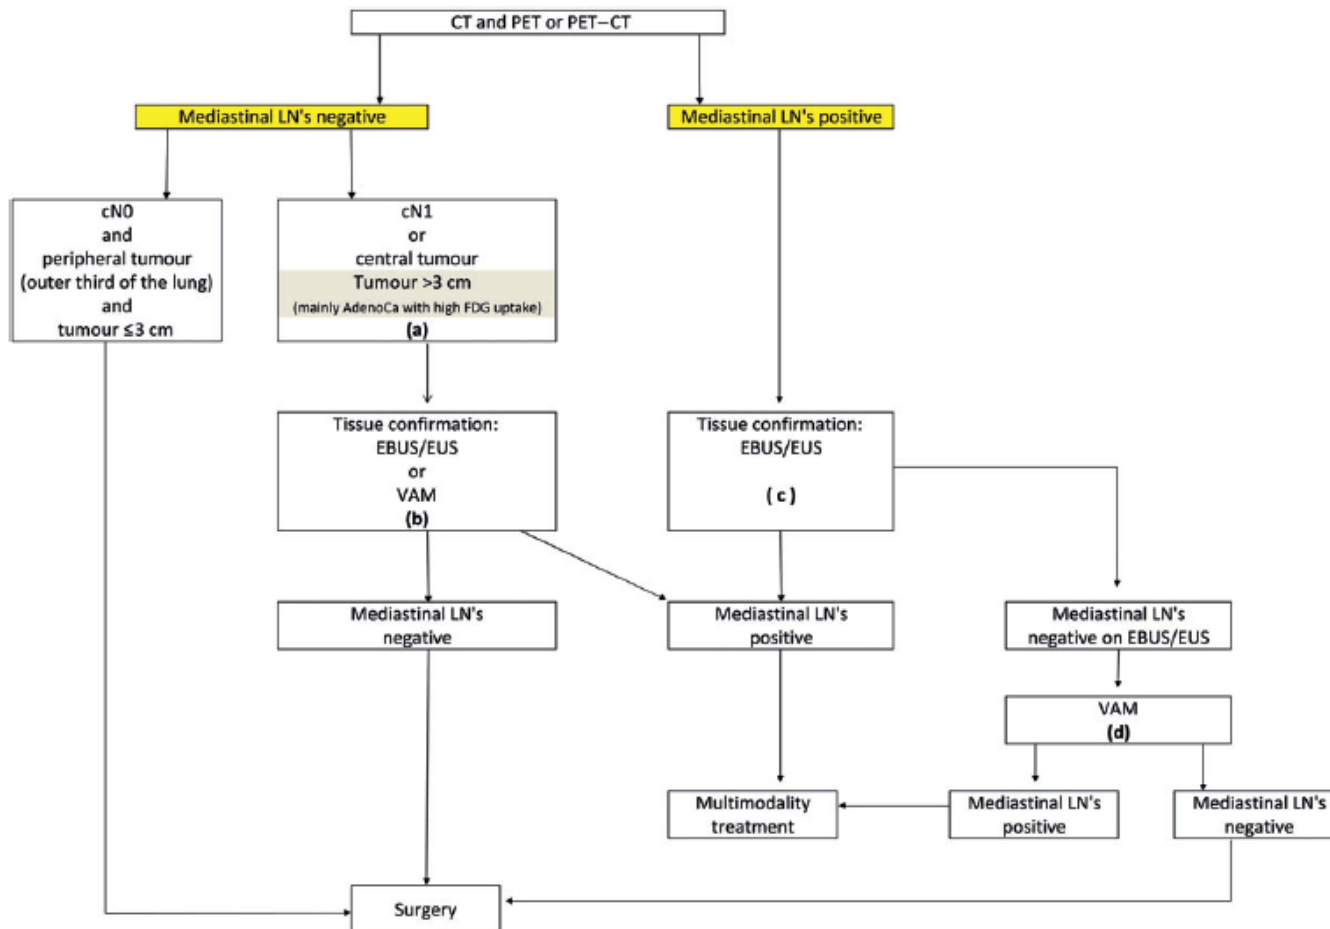 CT and PET or PET–CT
Mediastinal LN's negative
Mediastinal LN's positive
cN0
and
peripheral tumour
(outer third of the lung)
and
tumour ≤3 cm
cN1
or
central tumour
Tumour >3 cm
(mainly AdenoCa with high FDG uptake)
(a)
Tissue confirmation:
EBUS/EUS
or
VAM
(b)
Tissue confirmation:
EBUS/EUS
( c )
Mediastinal LN's
negative
Mediastinal LN's
positive
Mediastinal LN's
negative on EBUS/EUS
VAM
(d)
Multimodality
treatment
Mediastinal LN's
positive
Mediastinal LN's
negative
Surgery